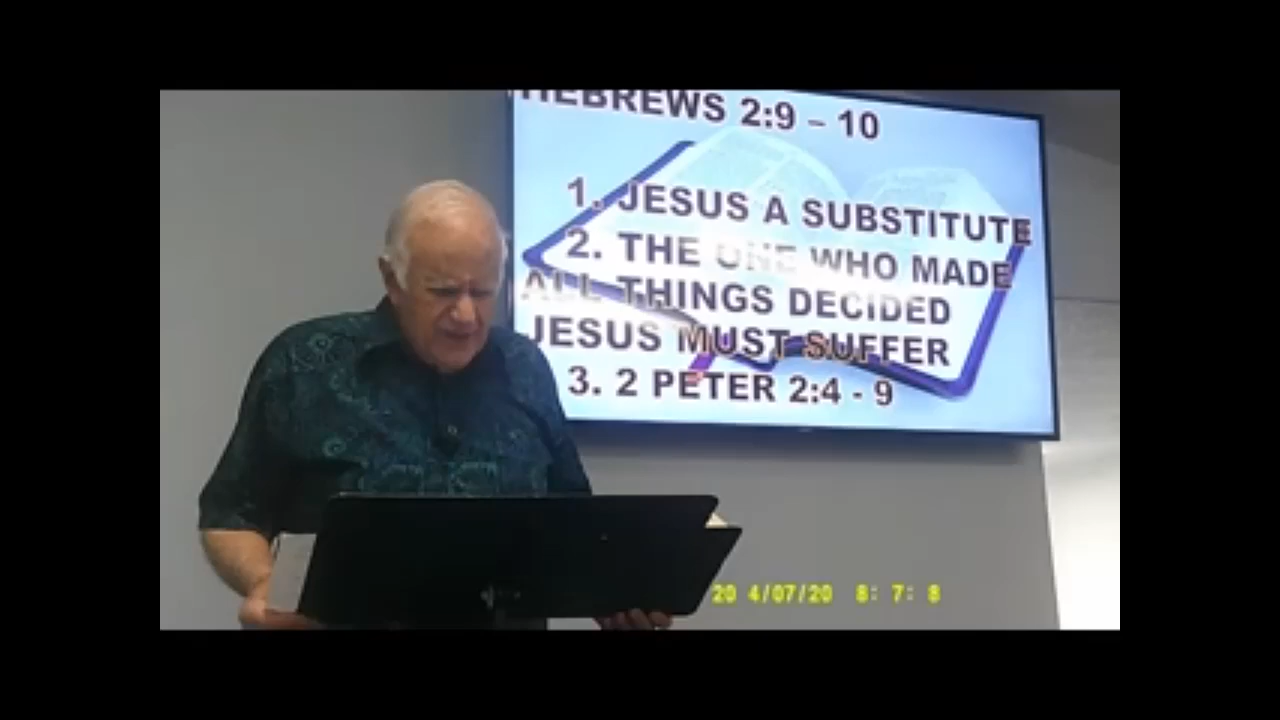 HEBREWS 2:9 – 10
1. JESUS A SUBSTITUTE
2. THE ONE WHO MADE
ALL THINGS DECIDED
JESUS MUST SUFFER
3. 2 PETER 2:4 - 9
20 4/07/20 8: 7: 8